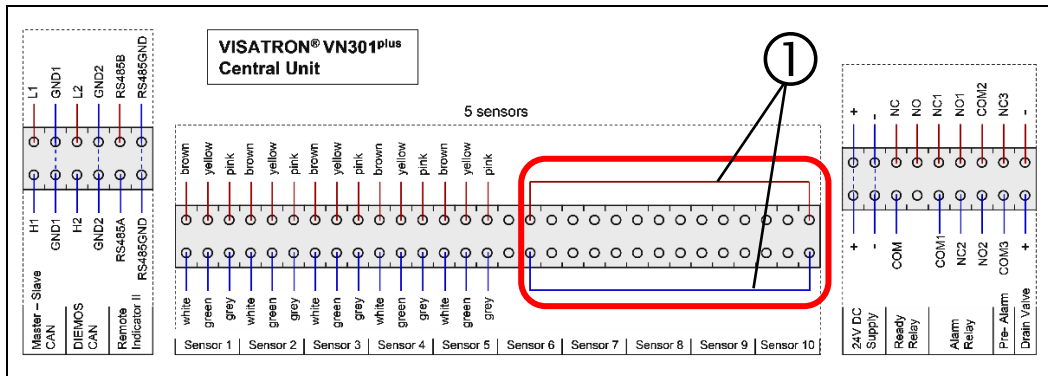 VISATRON® VN301plus
Central Unit
①
L1 GND1 L2 GND2 RS485B RS485GND
H1 GND1 H2 GND2 RS485A RS485GND
Master – Slave
CAN
DIEMOS
CAN
Remote
Indicator II
5 sensors
brown yellow pink brown yellow pink brown yellow pink brown yellow pink brown yellow pink
white green grey white green grey white green grey white green grey white green grey
Sensor 1 Sensor 2 Sensor 3 Sensor 4 Sensor 5 Sensor 6 Sensor 7 Sensor 8 Sensor 9 Sensor 10
+ - NC NO NC1 NO1 COM2 NC3 -
+ - COM COM1 NC2 NO2 COM3 +
24V DC
Supply
Ready
Relay
Alarm
Relay
Pre- Alarm
Drain Valve